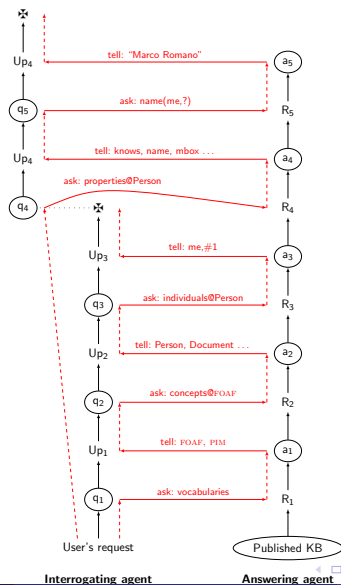 tell: “Marco Romano”
Up4
a5
q5
ask: name(me,?)
R5
Up4
tell: knows, name, mbox ...
a4
ask: properties@Person
q4
R4
Up3
tell: me,#1
a3
q3
ask: individuals@Person
R3
Up2
tell: Person, Document ...
a2
q2
ask: concepts@FOAF
R2
Up1
tell: FOAF, PIM
a1
q1
ask: vocabularies
R1
User's request
Published KB
Interrogating agent
Answering agent